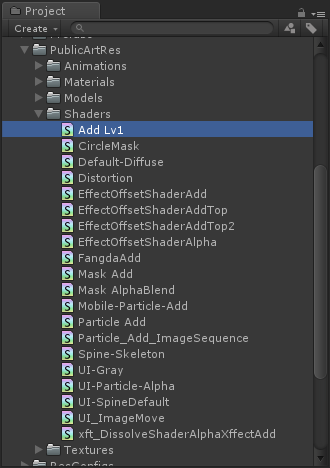 Project
Create
PublicArtRes
Animations
Materials
Models
Shaders
Add Lv1
CircleMask
Default-Diffuse
Distortion
EffectOffsetShaderAdd
EffectOffsetShaderAddTop
EffectOffsetShaderAddTop2
EffectOffsetShaderAlpha
FangdaAdd
Mask Add
Mask AlphaBlend
Mobile-Particle-Add
Particle Add
Particle_Add_ImageSequence
Spine-Skeleton
UI-Gray
UI-Particle-Alpha
UI-SpineDefault
UI_ImageMove
xft_DissolveShaderAlphaXffectAdd
Textures